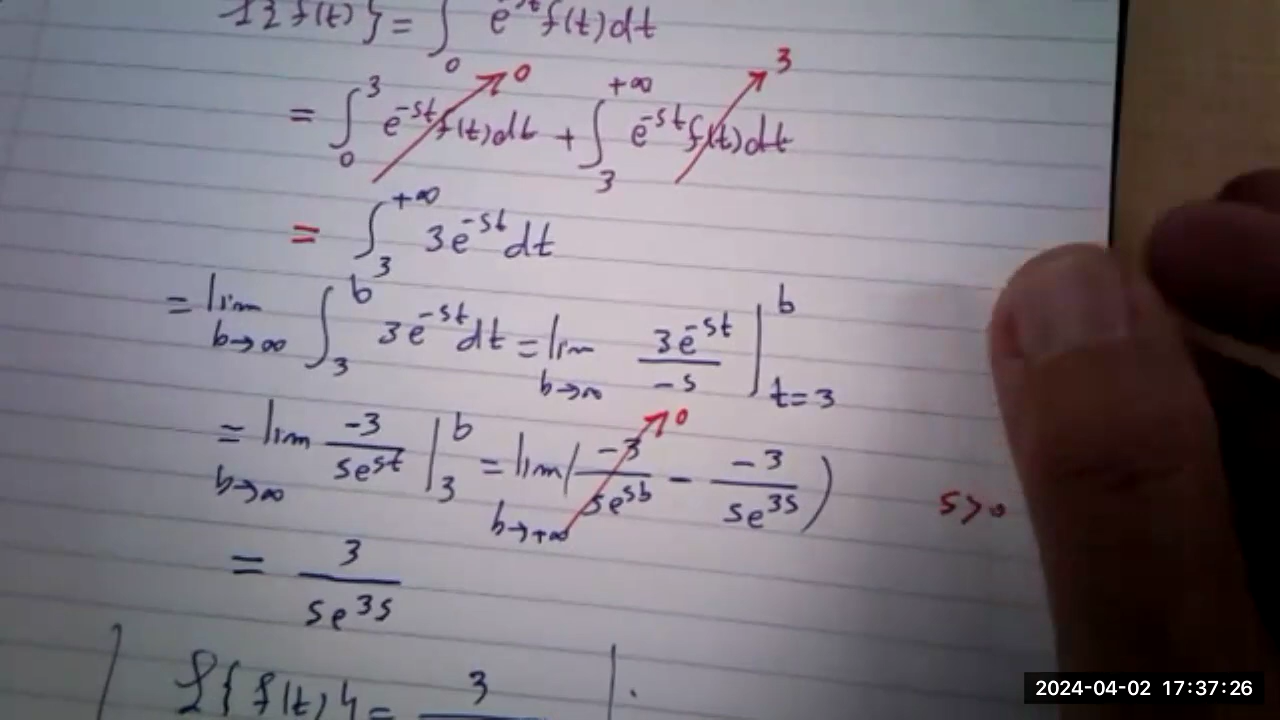 ℒ{f(t)} = ∫₀ e^{-st} f(t) dt
= ∫₀³ e^{-st} f(t) dt → 0 + ∫₃^{+∞} e^{-st} f(t) dt → 3
= ∫₃^{+∞} 3e^{-st} dt
= lim_{b→∞} ∫₃^b 3e^{-st} dt = lim_{b→∞} 3e^{-st}/-s |_{t=3}^b
= lim_{b→∞} -3/se^{st} |₃^b = lim_{b→+∞} (-3/se^{sb} → 0 - -3/se^{3s}) s>0
= 3/se^{3s}
ℒ{f(t)} = 3
2024-04-02 17:37:26